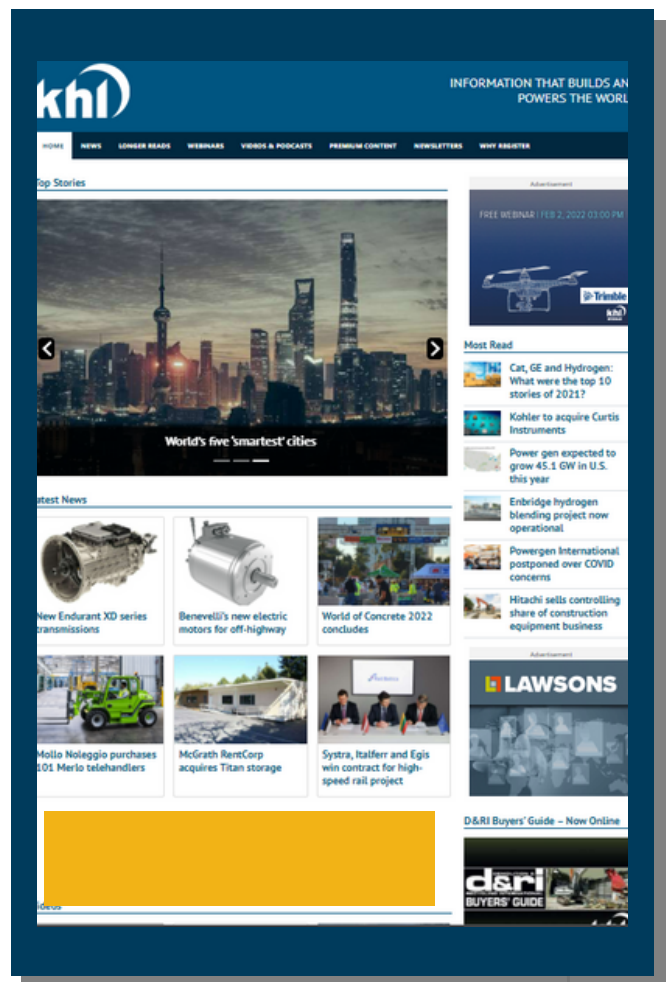 khl
INFORMATION THAT BUILDS AN
POWERS THE WORL
HOME NEWS LONGER READS WEBINARS VIDEOS & PODCASTS PREMIUM CONTENT NEWSLETTERS WHY REGISTER
Top Stories
World's five 'smartest' cities
Advertisement
FREE WEBINAR | FEB 2, 2022 03:00 PM
Trimble
khl
Most Read
Cat, GE and Hydrogen:
What were the top 10
stories of 2021?
Kohler to acquire Curtis
Instruments
Power gen expected to
grow 45.1 GW in U.S.
this year
Enbridge hydrogen
blending project now
operational
Powergen International
postponed over COVID
concerns
Hitachi sells controlling
share of construction
equipment business
atest News
New Endurant XD series
transmissions
Benevelli's new electric
motors for off-highway
World of Concrete 2022
concludes
Mollo Noleggio purchases
101 Merlo telehandlers
McGrath RentCorp
acquires Titan storage
Systra, Italferr and Egis
win contract for high-
speed rail project
Advertisement
LAWSONS
D&RI Buyers' Guide – Now Online
d&ri
BUYERS' GUIDE
ideos